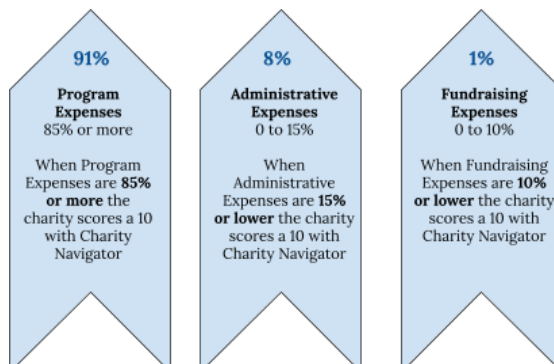 91%
Program
Expenses
85% or more
When Program
Expenses are 85%
or more the
charity scores a 10
with Charity
Navigator
8%
Administrative
Expenses
0 to 15%
When
Administrative
Expenses are 15%
or lower the charity
scores a 10 with
Charity Navigator
1%
Fundraising
Expenses
0 to 10%
When Fundraising
Expenses are 10%
or lower the charity
scores a 10 with
Charity Navigator